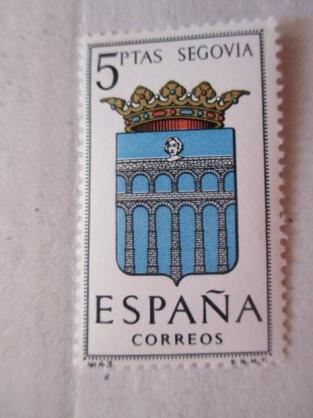 5 PTAS SEGOVIA
ESPAÑA
CORREOS
F.N.M.T.